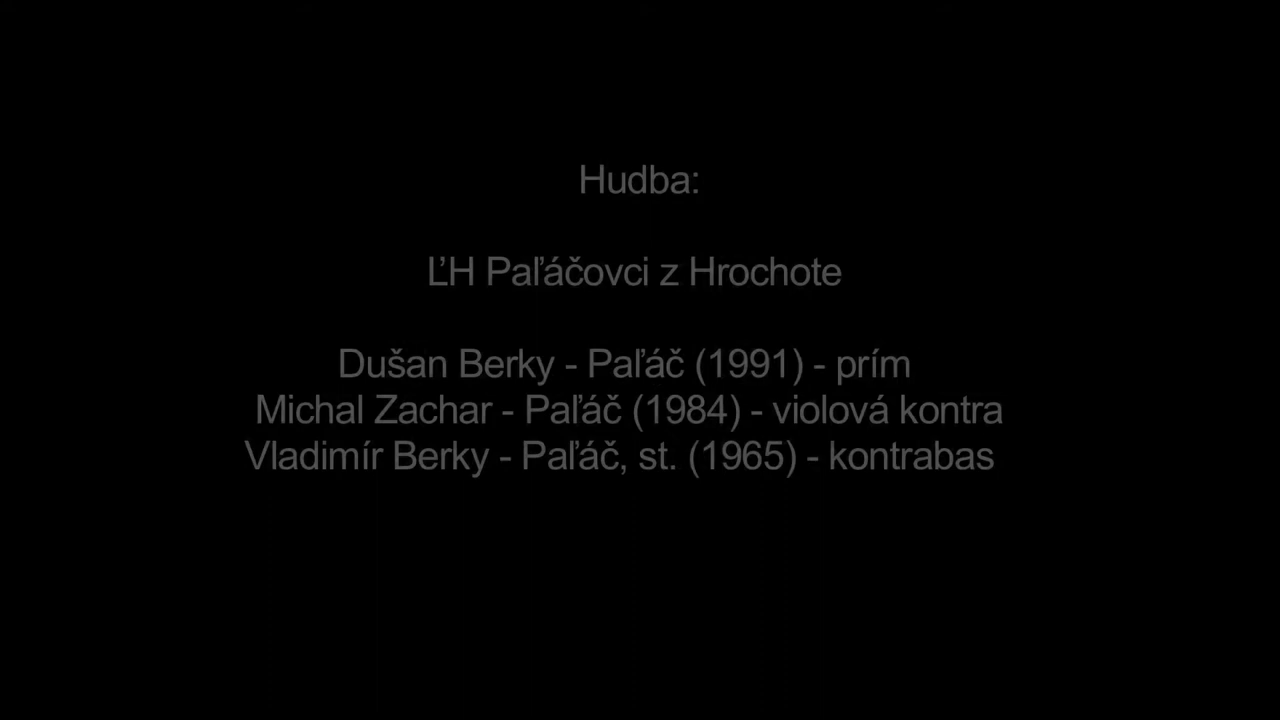 Hudba:
ĽH Paľáčovci z Hrochote
Dušan Berky - Paľáč (1991) - prím
Michal Zachar - Paľáč (1984) - violová kontra
Vladimír Berky - Paľáč, st. (1965) - kontrabas